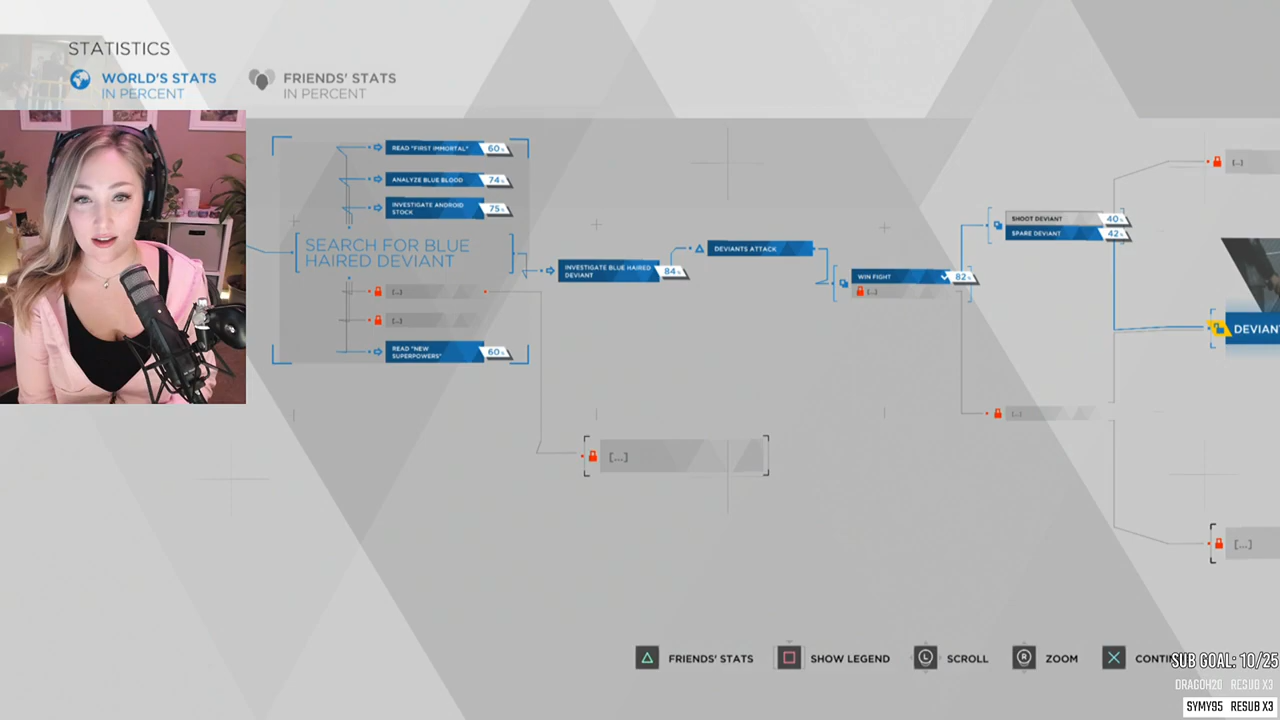 STATISTICS
WORLD'S STATS
IN PERCENT
FRIENDS' STATS
IN PERCENT
READ "FIRST IMMORTAL" 60%
ANALYZE BLUE BLOOD 74%
INVESTIGATE ANDROID
STOCK 75%
SEARCH FOR BLUE
HAIRED DEVIANT
[...]
[...]
READ "NEW
SUPERPOWERS" 60%
INVESTIGATE BLUE HAIRED
DEVIANT 84%
[...]
DEVIANTS ATTACK
WIN FIGHT 82%
[...]
SHOOT DEVIANT 40%
SPARE DEVIANT 42%
[...]
[...]
DEVIANT
[...]
FRIENDS' STATS
SHOW LEGEND
L SCROLL
R ZOOM
CONTIN
SUB GOAL: 10/25
DRAGOH20 RESUB X3
SYMY95 RESUB X3